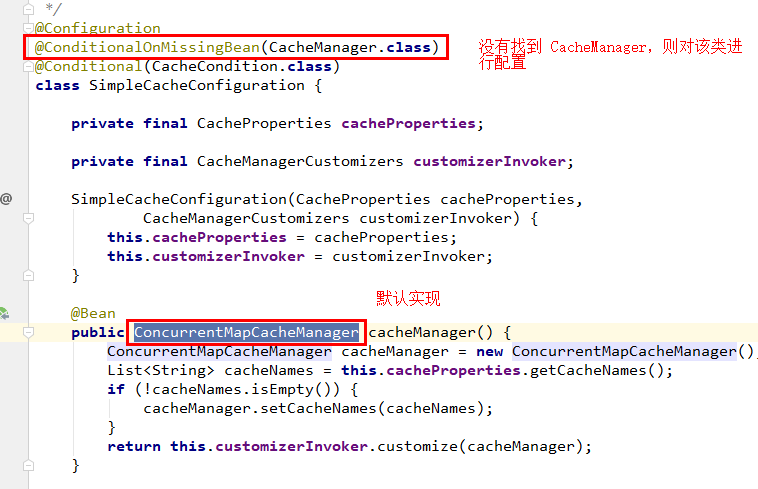 */
@Configuration
@ConditionalOnMissingBean(CacheManager.class)
没有找到 CacheManager，则对该类进
行配置
@Conditional(CacheCondition.class)
class SimpleCacheConfiguration {
private final CacheProperties cacheProperties;
private final CacheManagerCustomizers customizerInvoker;
@
SimpleCacheConfiguration(CacheProperties cacheProperties,
CacheManagerCustomizers customizerInvoker) {
this.cacheProperties = cacheProperties;
this.customizerInvoker = customizerInvoker;
}
默认实现
@Bean
public ConcurrentMapCacheManager cacheManager() {
ConcurrentMapCacheManager cacheManager = new ConcurrentMapCacheManager();
List<String> cacheNames = this.cacheProperties.getCacheNames();
if (!cacheNames.isEmpty()) {
cacheManager.setCacheNames(cacheNames);
}
return this.customizerInvoker.customize(cacheManager);
}